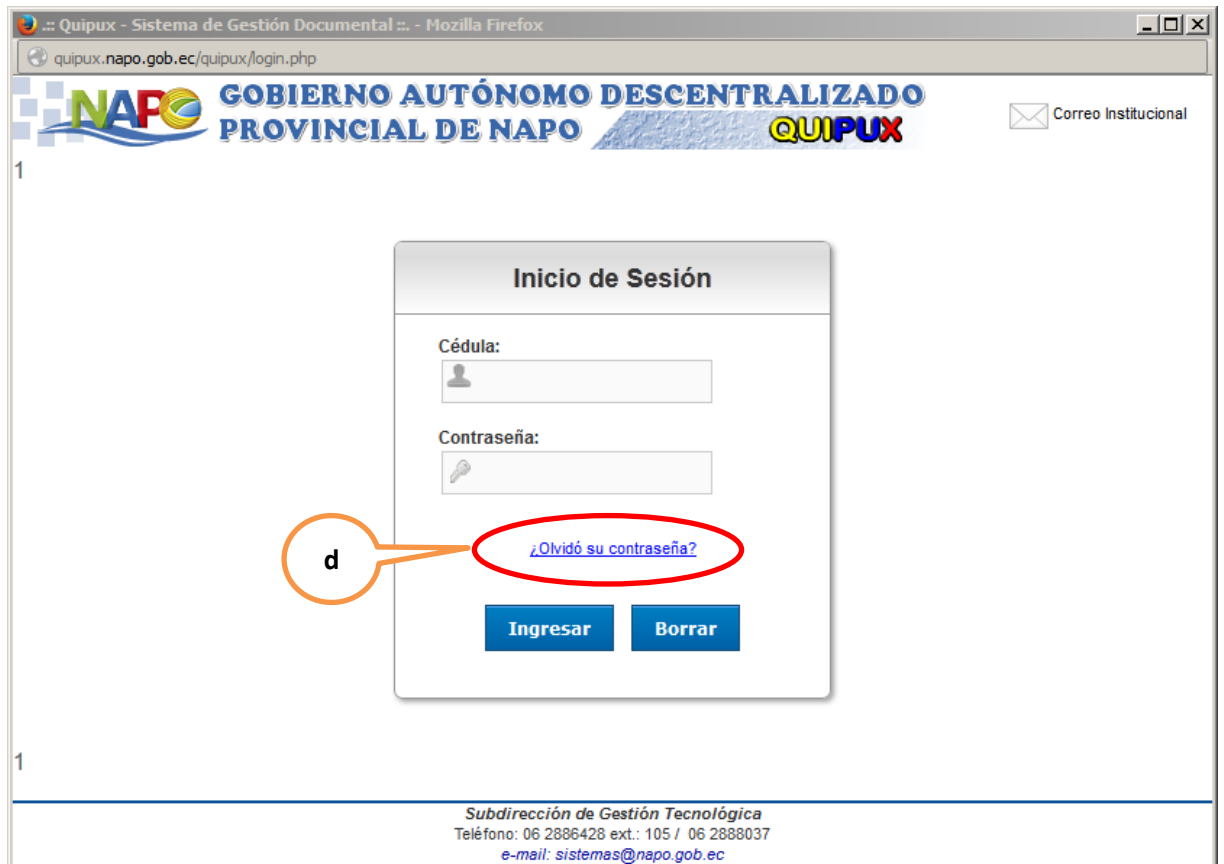 .:: Quipux - Sistema de Gestión Documental ::. - Mozilla Firefox
quipux.napo.gob.ec/quipux/login.php
NAPO
GOBIERNO AUTÓNOMO DESCENTRALIZADO
PROVINCIAL DE NAPO QUIPUX
Correo Institucional
1
Inicio de Sesión
Cédula:
Contraseña:
d
¿Olvidó su contraseña?
Ingresar Borrar
1
Subdirección de Gestión Tecnológica
Teléfono: 06 2886428 ext.: 105 / 06 2888037
e-mail: sistemas@napo.gob.ec